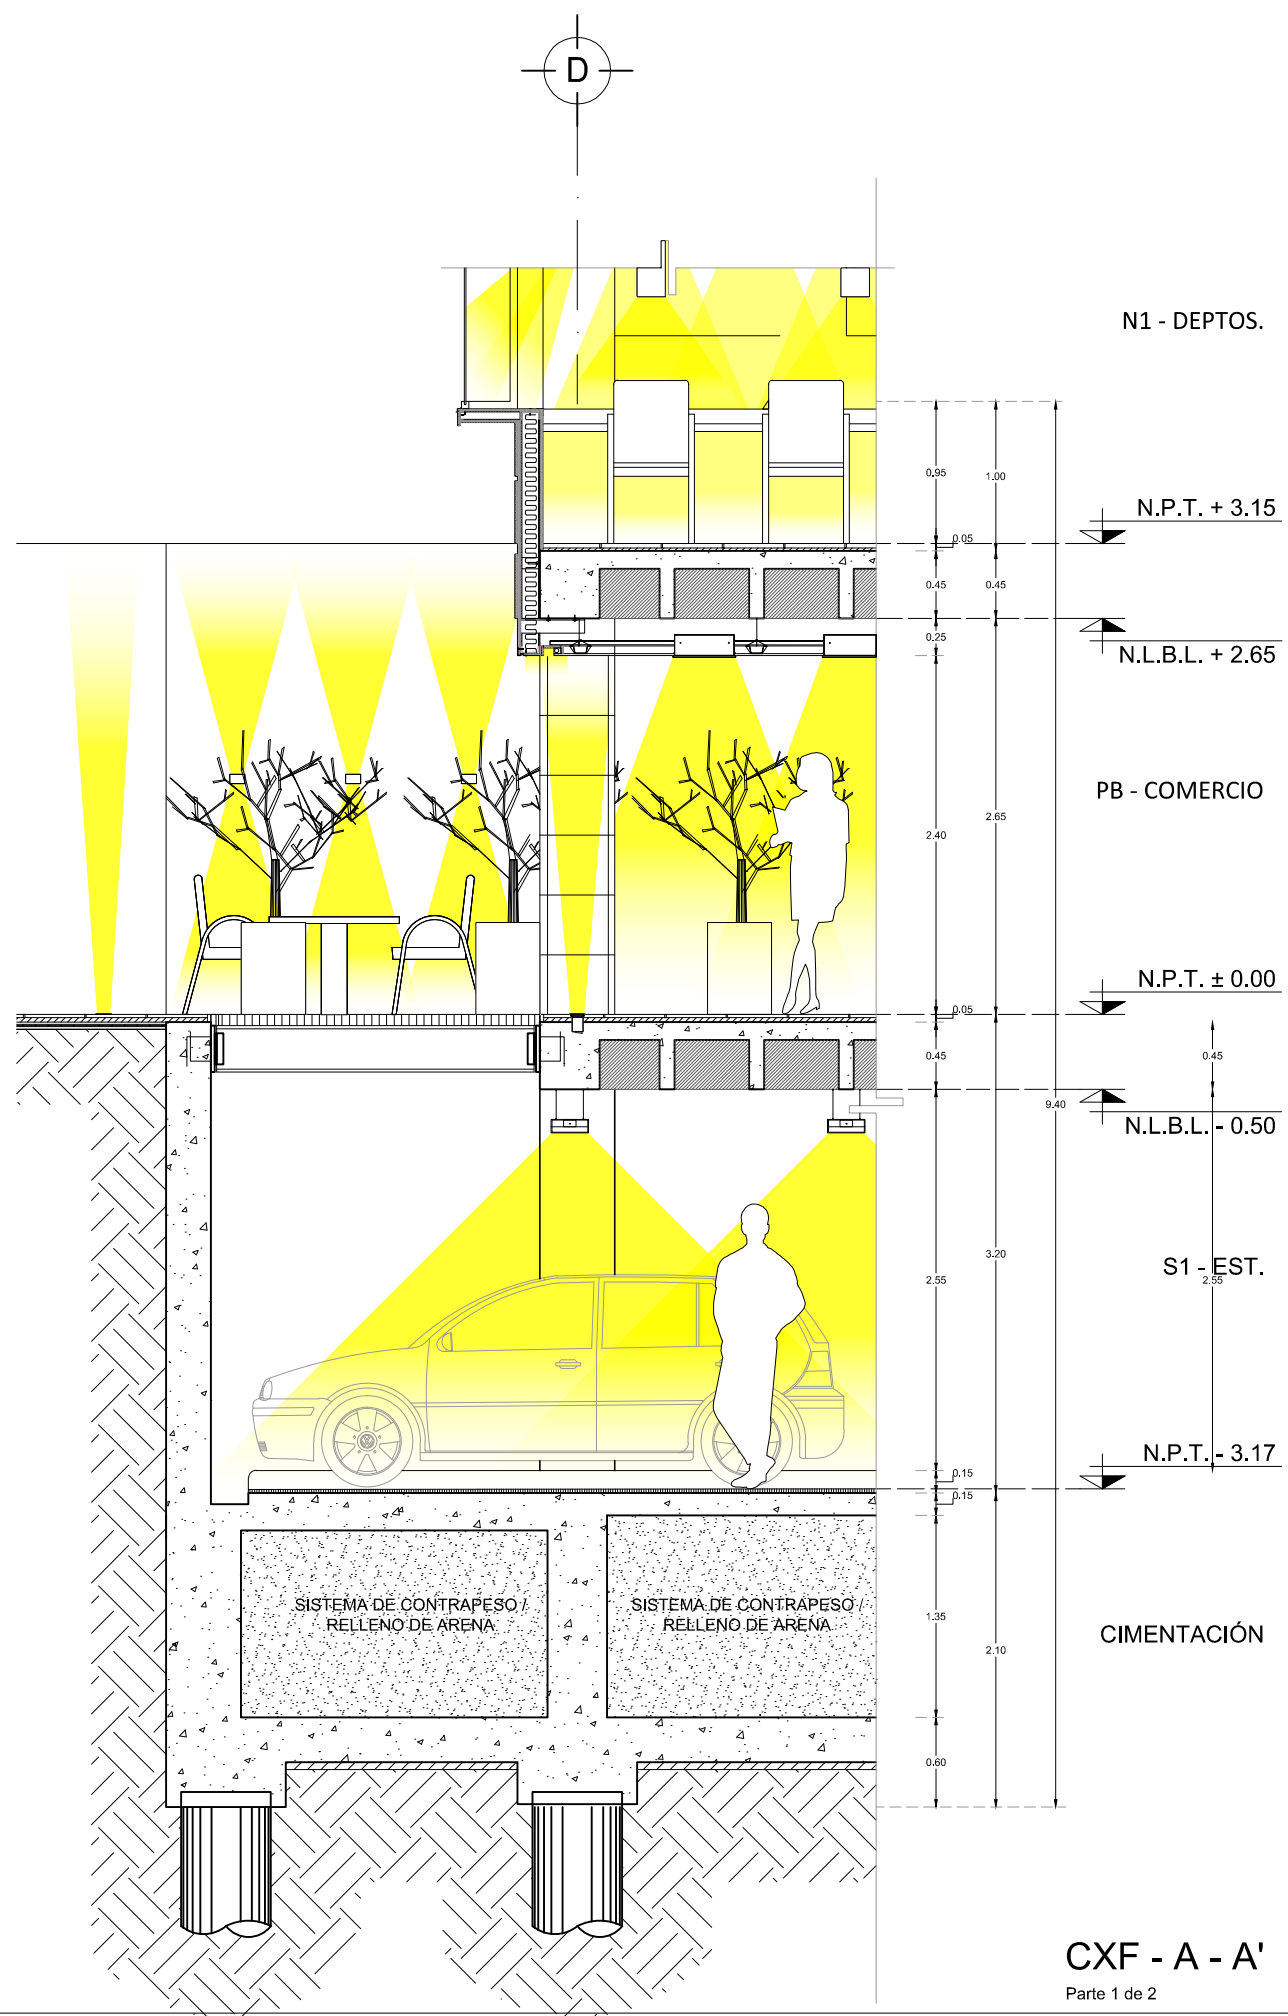 D
N1 - DEPTOS.
0.95
1.00
N.P.T. + 3.15
0.05
0.45
0.45
0.25
N.L.B.L. + 2.65
PB - COMERCIO
2.40
2.65
N.P.T. ± 0.00
0.05
0.45
0.45
9.40
N.L.B.L. - 0.50
3.20
S1 - EST.
2.55
2.55
N.P.T. - 3.17
0.15
0.15
SISTEMA DE CONTRAPESO /
RELLENO DE ARENA
SISTEMA DE CONTRAPESO /
RELLENO DE ARENA
1.35
CIMENTACIÓN
2.10
0.60
CXF - A - A'
Parte 1 de 2